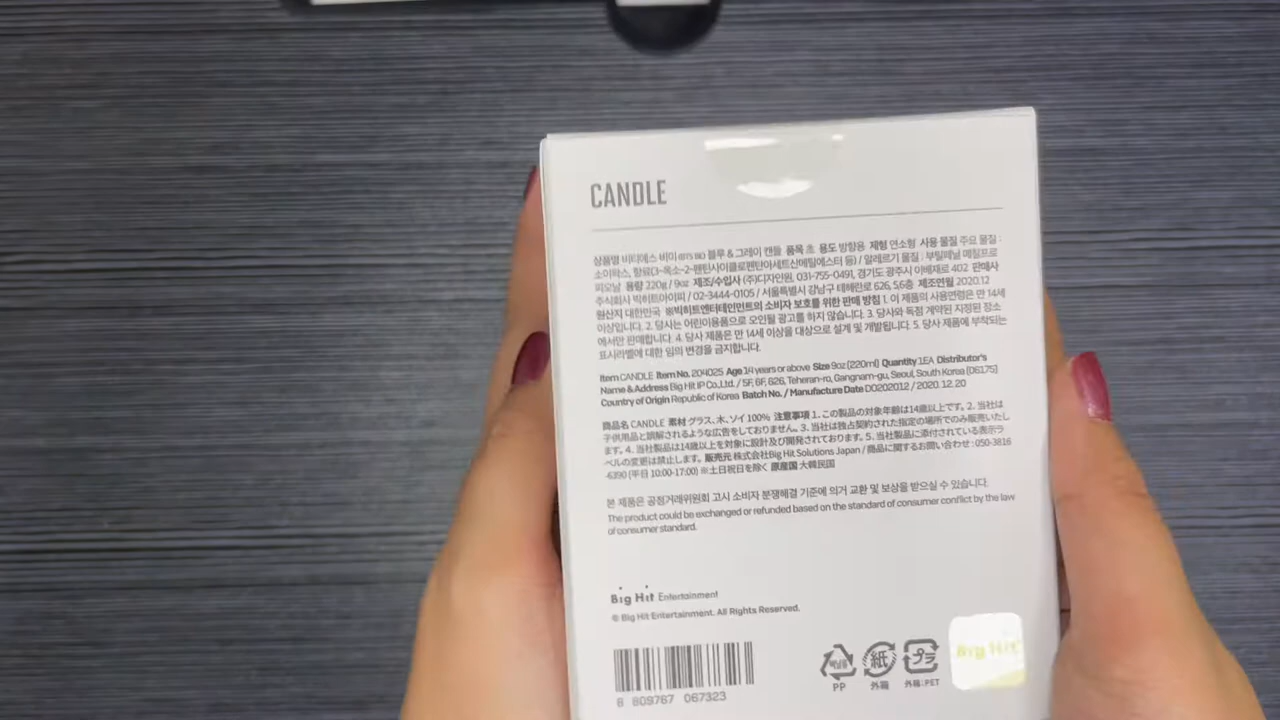 CANDLE
상품명 비티에스 비미 (BTS BE) 블루 & 그레이 캔들 품목 초 용도 방향용 제형 연소형 사용 물질 주요 물질 :
소이왁스, 향료(3-옥소-2-펜틴사이클로펜탄아세트산메틸에스터 등) / 알레르기 물질 : 부틸페닐 메칠프로
피오날 용량 220g / 9oz 제조/수입사 (주)디자인원, 031)-755-0491, 경기도 광주시 이배재로 402 판매사
주식회사 빅히트아이피 / 02-3444-0105 / 서울특별시 강남구 테헤란로 626, 5,6층 제조연월 2020.12
원산지 대한민국 ※빅히트엔터테인먼트의 소비자 보호를 위한 판매 방침 1. 이 제품의 사용연령은 만 14세
이상입니다. 2. 당사는 어린이용품으로 오인될 광고를 하지 않습니다. 3. 당사와 독점 계약된 지정된 장소
에서만 판매합니다. 4. 당사 제품은 만 14세 이상을 대상으로 설계 및 개발됩니다. 5. 당사 제품에 부착되는
표시라벨에 대한 임의 변경을 금지합니다.
Item CANDLE Item No. 204025 Age 14 years or above Size 9oz (220ml) Quantity 1EA Distributor's
Name & Address Big Hit IP Co.,Ltd. / 5F, 6F, 626, Teheran-ro, Gangnam-gu, Seoul, South Korea [06175]
Country of Origin Republic of Korea Batch No. / Manufacture Date DO202012 / 2020. 12. 20
商品名 CANDLE 素材 グラス、木、ソイ 100% 注意事項 1. この製品の対象年齢は14歳以上です。 2. 当社は
子供用品と誤解されるような広告をしておりません。 3. 当社は独占契約された指定の場所でのみ販売いたし
ます。 4. 当社製品は14歳以上を対象に設計及び開発されております。 5. 当社製品に添付されている表示ラ
ベルの変更は禁止します。 販売元 株式会社Big Hit Solutions Japan / 商品に関するお問い合わせ : 050-3816
-6390 (平日 10:00-17:00) ※土日祝日を除く 原産国 大韓民国
본 제품은 공정거래위원회 고시 소비자 분쟁해결 기준에 의거 교환 및 보상을 받으실 수 있습니다.
The product could be exchanged or refunded based on the standard of consumer conflict by the law
of consumer standard.
Big Hit Entertainment
© Big Hit Entertainment. All Rights Reserved.
8 809767 067323
PP
紙
外箱
プラ
外箱:PET
Big Hit